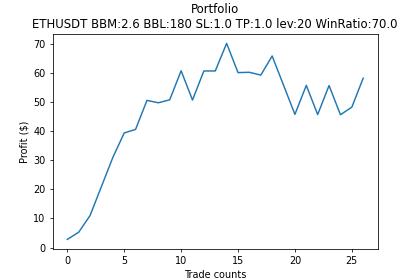 Portfolio
ETHUSDT BBM:2.6 BBL:180 SL:1.0 TP:1.0 lev:20 WinRatio:70.0
70
60
50
40
30
20
10
0
Profit ($)
0 5 10 15 20 25
Trade counts